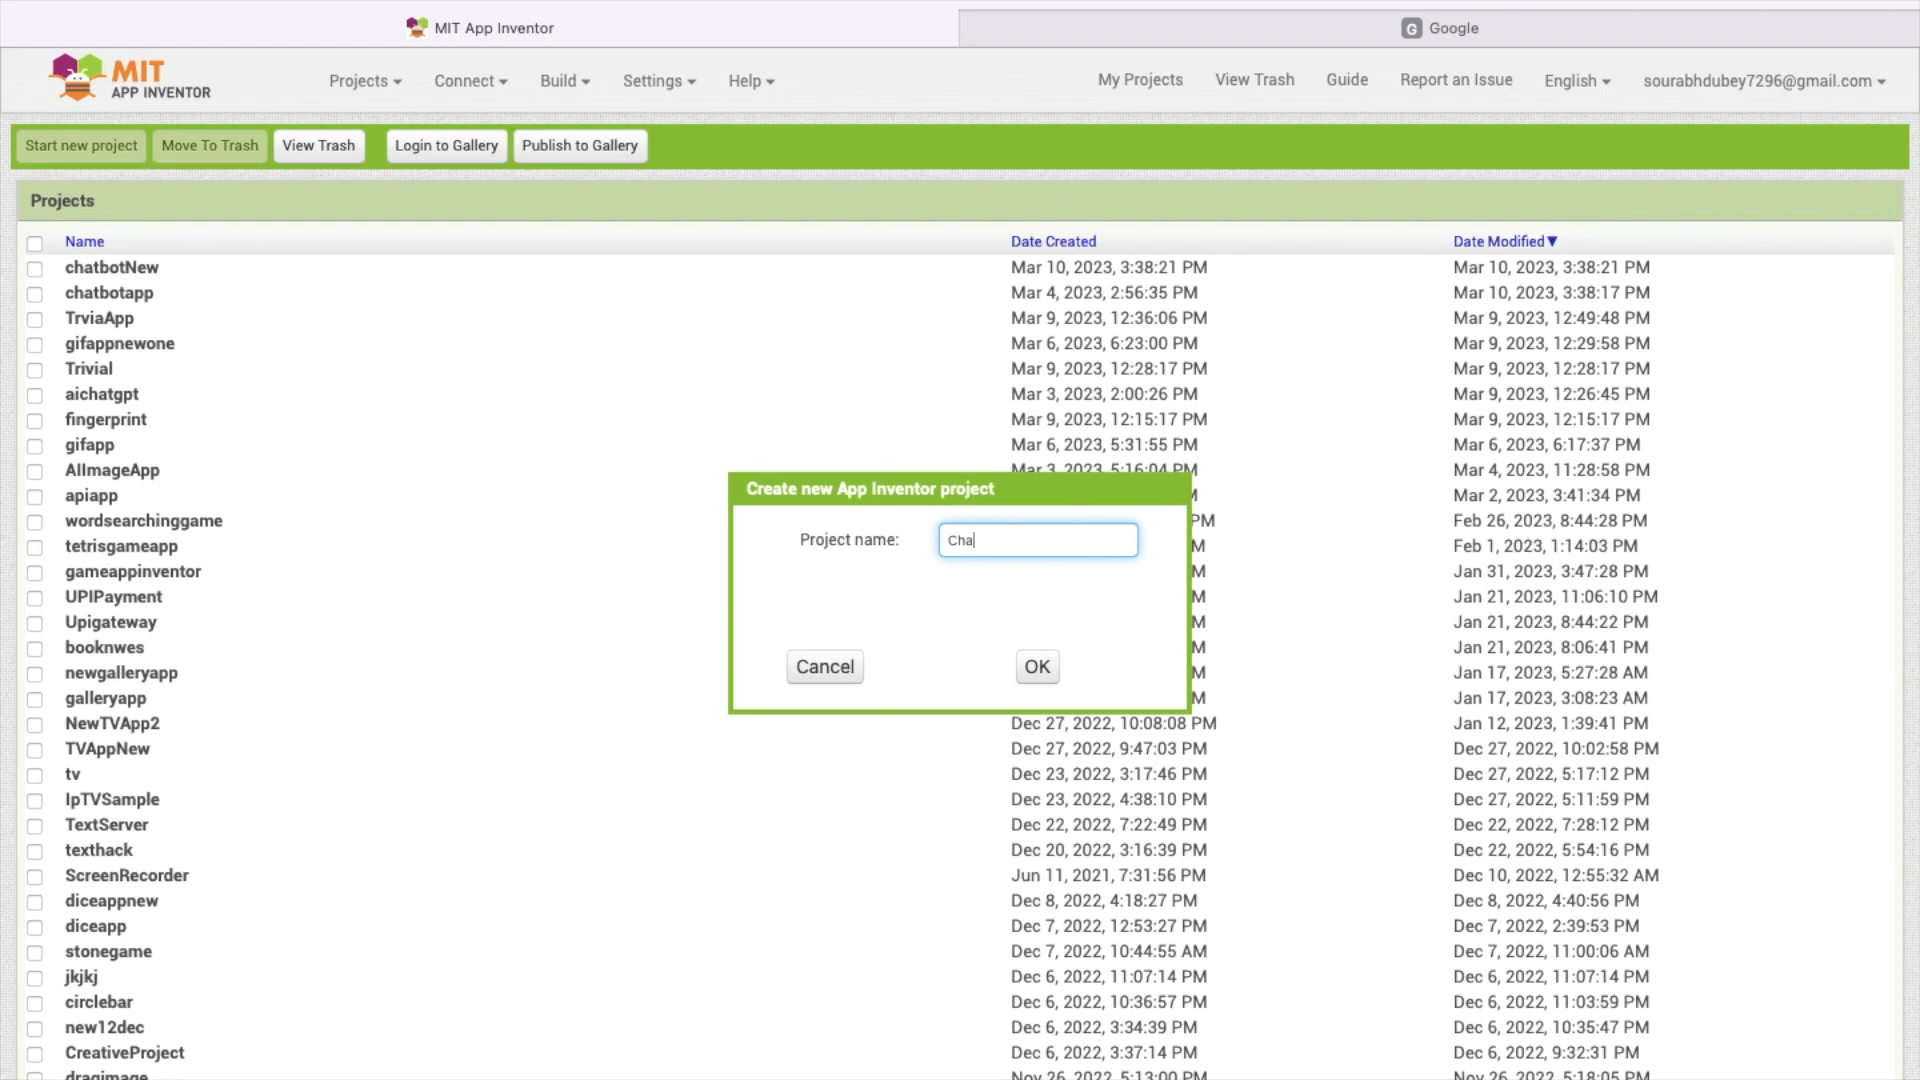 MIT App Inventor
G Google
MIT
APP INVENTOR
Projects Connect Build Settings Help My Projects View Trash Guide Report an Issue English sourabhdubey7296@gmail.com
Start new project Move To Trash View Trash Login to Gallery Publish to Gallery
Projects
Name Date Created Date Modified▼
chatbotNew Mar 10, 2023, 3:38:21 PM Mar 10, 2023, 3:38:21 PM
chatbotapp Mar 4, 2023, 2:56:35 PM Mar 10, 2023, 3:38:17 PM
TrviaApp Mar 9, 2023, 12:36:06 PM Mar 9, 2023, 12:49:48 PM
gifappnewone Mar 6, 2023, 6:23:00 PM Mar 9, 2023, 12:29:58 PM
Trivial Mar 9, 2023, 12:28:17 PM Mar 9, 2023, 12:28:17 PM
aichatgpt Mar 3, 2023, 2:00:26 PM Mar 9, 2023, 12:26:45 PM
fingerprint Mar 9, 2023, 12:15:17 PM Mar 9, 2023, 12:15:17 PM
gifapp Mar 6, 2023, 5:31:55 PM Mar 6, 2023, 6:17:37 PM
AIImageApp Mar 3, 2023, 5:16:04 PM Mar 4, 2023, 11:28:58 PM
apiapp Mar 2, 2023, 3:41:34 PM
wordsearchinggame PM Feb 26, 2023, 8:44:28 PM
tetrisgameapp M Feb 1, 2023, 1:14:03 PM
gameappinventor M Jan 31, 2023, 3:47:28 PM
UPIPayment M Jan 21, 2023, 11:06:10 PM
Upigateway M Jan 21, 2023, 8:44:22 PM
booknwes M Jan 21, 2023, 8:06:41 PM
newgalleryapp M Jan 17, 2023, 5:27:28 AM
galleryapp M Jan 17, 2023, 3:08:23 AM
Create new App Inventor project
Project name: Cha
Cancel OK
NewTVApp2 Dec 27, 2022, 10:08:08 PM Jan 12, 2023, 1:39:41 PM
TVAppNew Dec 27, 2022, 9:47:03 PM Dec 27, 2022, 10:02:58 PM
tv Dec 23, 2022, 3:17:46 PM Dec 27, 2022, 5:17:12 PM
IpTVSample Dec 23, 2022, 4:38:10 PM Dec 27, 2022, 5:11:59 PM
TextServer Dec 22, 2022, 7:22:49 PM Dec 22, 2022, 7:28:12 PM
texthack Dec 20, 2022, 3:16:39 PM Dec 22, 2022, 5:54:16 PM
ScreenRecorder Jun 11, 2021, 7:31:56 PM Dec 10, 2022, 12:55:32 AM
diceappnew Dec 8, 2022, 4:18:27 PM Dec 8, 2022, 4:40:56 PM
diceapp Dec 7, 2022, 12:53:27 PM Dec 7, 2022, 2:39:53 PM
stonegame Dec 7, 2022, 10:44:55 AM Dec 7, 2022, 11:00:06 AM
jkjkj Dec 6, 2022, 11:07:14 PM Dec 6, 2022, 11:07:14 PM
circlebar Dec 6, 2022, 10:36:57 PM Dec 6, 2022, 11:03:59 PM
new12dec Dec 6, 2022, 3:34:39 PM Dec 6, 2022, 10:35:47 PM
CreativeProject Dec 6, 2022, 3:37:14 PM Dec 6, 2022, 9:32:31 PM
dragimage Nov 26, 2022, 5:13:00 PM Nov 26, 2022, 5:18:05 PM